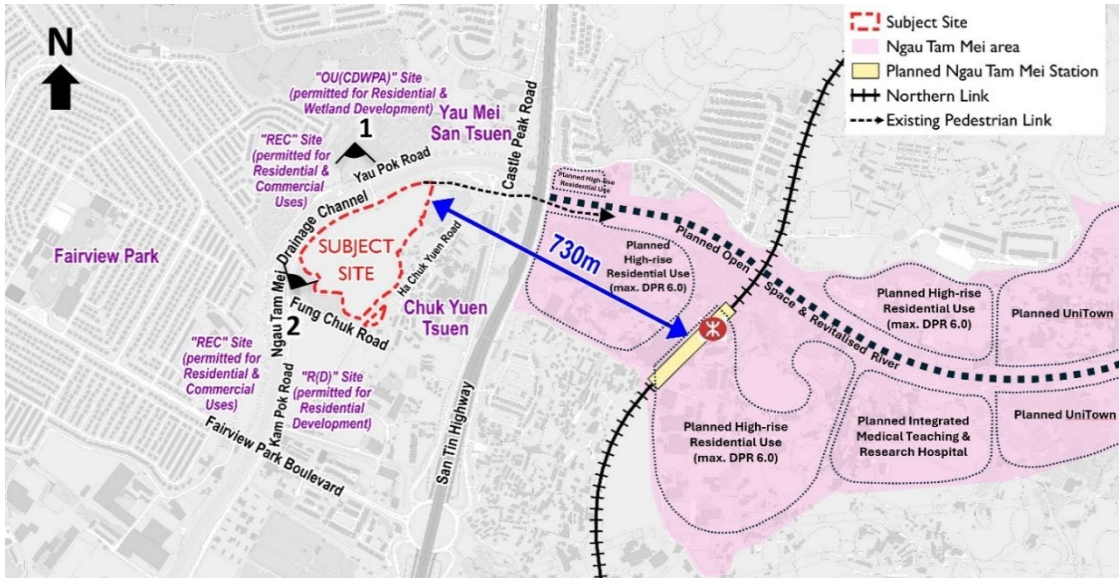 N
Subject Site
Ngau Tam Mei area
Planned Ngau Tam Mei Station
Northern Link
Existing Pedestrian Link
"OU(CDWPA)" Site
(permitted for Residential &
Wetland Development)
Yau Mei
San Tsuen
1
"REC" Site
(permitted for
Residential &
Commercial
Uses)
Yau Pok Road
Castle Peak Road
Planned High-rise
Residential Use
Ngau Tam Mei Drainage Channel
SUBJECT
SITE
Ha Chuk Yuen Road
730m
Planned Open Space & Revitalised River
Planned
High-rise
Residential Use
(max. DPR 6.0)
Fairview Park
Chuk Yuen
Tsuen
2
Fung Chuk Road
Planned High-rise
Residential Use
(max. DPR 6.0)
Planned UniTown
"REC" Site
(permitted for
Residential &
Commercial
Uses)
Kam Pok Road
"R(D)" Site
(permitted for
Residential
Development)
San Tin Highway
Fairview Park Boulevard
Planned High-rise
Residential Use
(max. DPR 6.0)
Planned Integrated
Medical Teaching &
Research Hospital
Planned UniTown